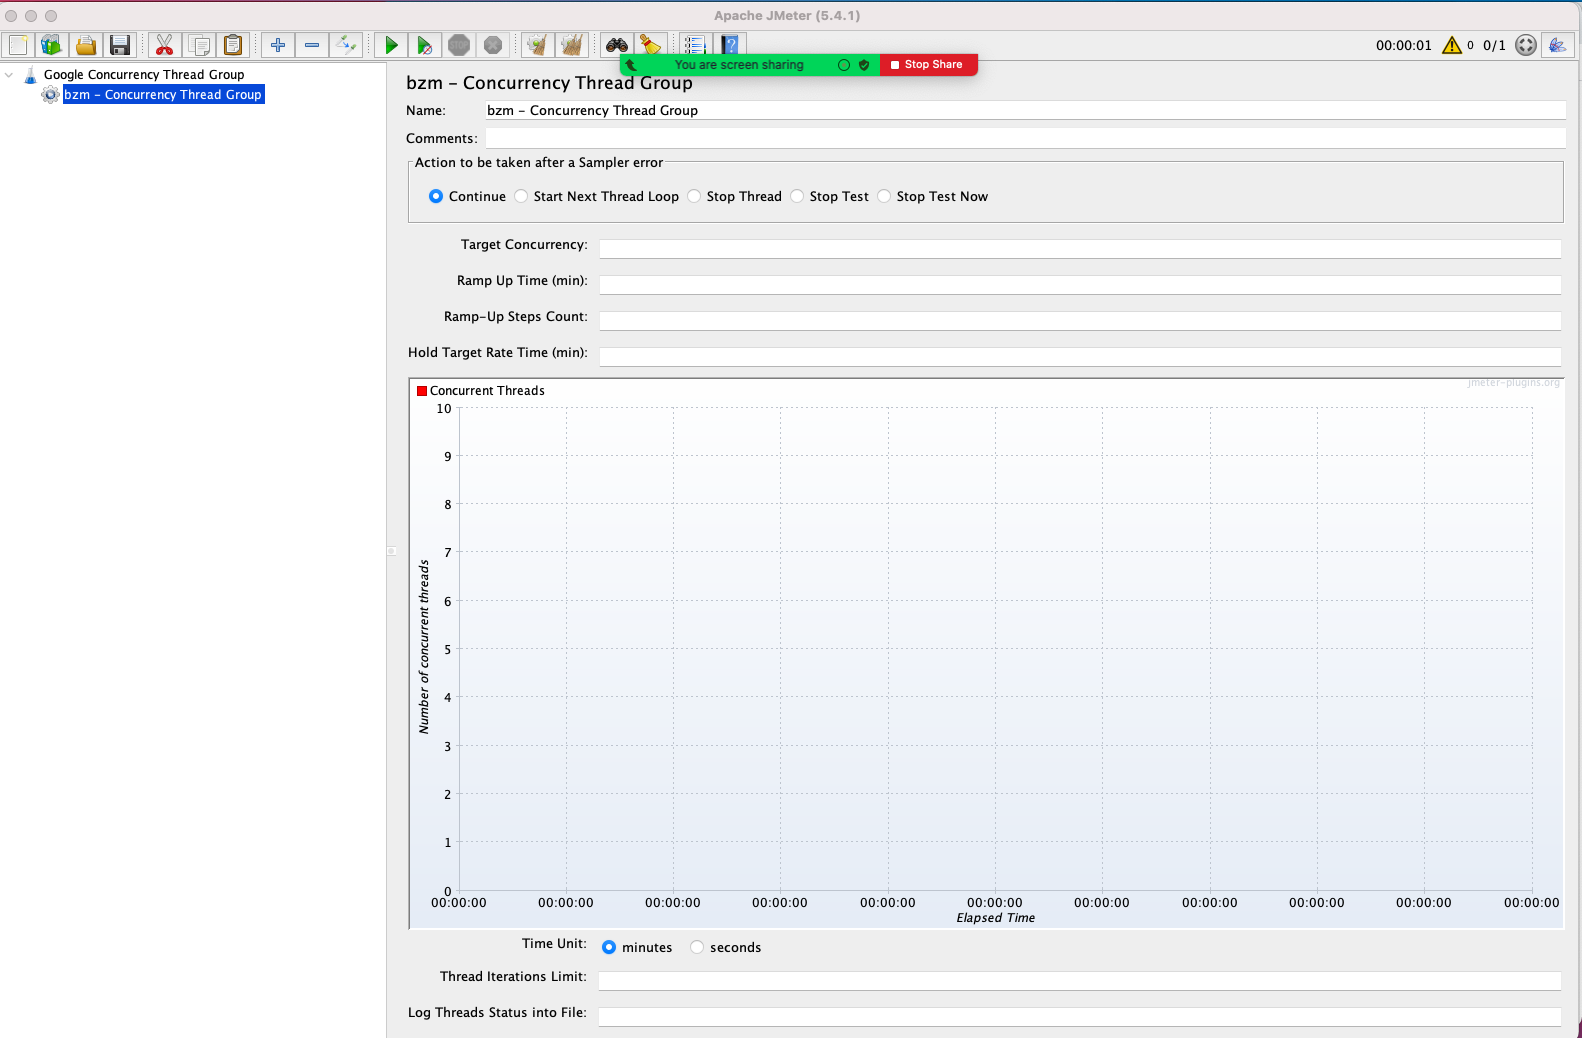 Apache JMeter (5.4.1)
STOP
00:00:01 0 0/1
You are screen sharing Stop Share
Google Concurrency Thread Group
bzm - Concurrency Thread Group
bzm - Concurrency Thread Group
Name: bzm - Concurrency Thread Group
Comments:
Action to be taken after a Sampler error
Continue Start Next Thread Loop Stop Thread Stop Test Stop Test Now
Target Concurrency:
Ramp Up Time (min):
Ramp-Up Steps Count:
Hold Target Rate Time (min):
jmeter-plugins.org
Concurrent Threads
10
9
8
7
6
5
4
3
2
1
0
Number of concurrent threads
00:00:00 00:00:00 00:00:00 00:00:00 00:00:00 00:00:00 00:00:00 00:00:00 00:00:00 00:00:00 00:00:00
Elapsed Time
Time Unit: minutes seconds
Thread Iterations Limit:
Log Threads Status into File: